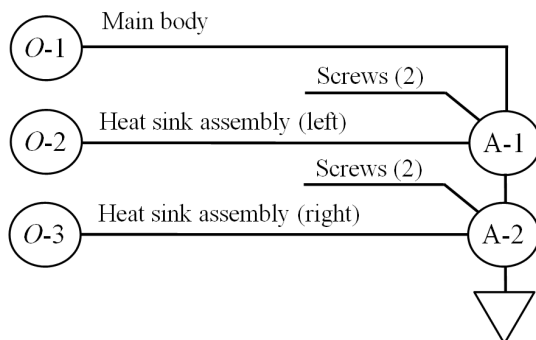 Main body
O-1
Screws (2)
Heat sink assembly (left)
O-2
A-1
Screws (2)
Heat sink assembly (right)
O-3
A-2